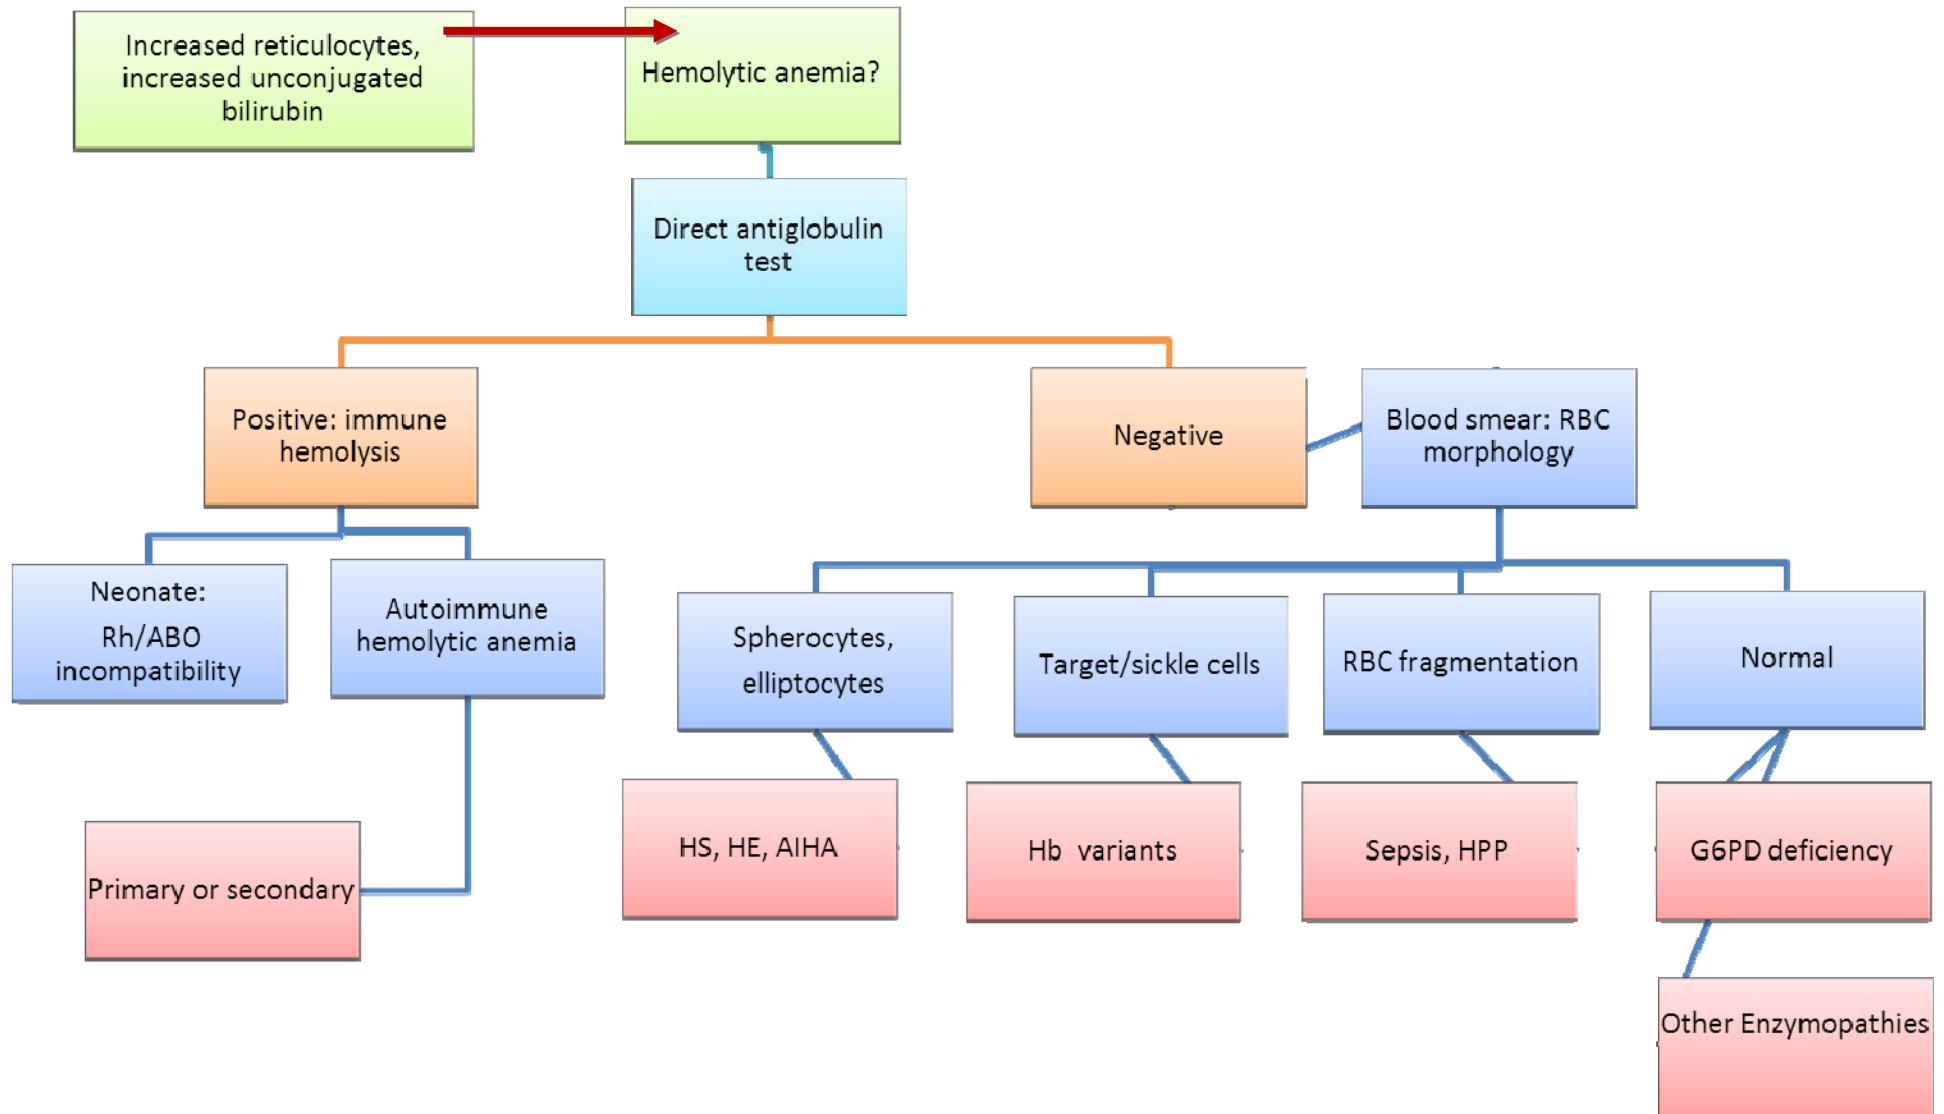 Increased reticulocytes,
increased unconjugated
bilirubin
Hemolytic anemia?
Direct antiglobulin
test
Positive: immune
hemolysis
Negative
Blood smear: RBC
morphology
Neonate:
Rh/ABO
incompatibility
Autoimmune
hemolytic anemia
Spherocytes,
elliptocytes
Target/sickle cells
RBC fragmentation
Normal
Primary or secondary
HS, HE, AIHA
Hb variants
Sepsis, HPP
G6PD deficiency
Other Enzymopathies